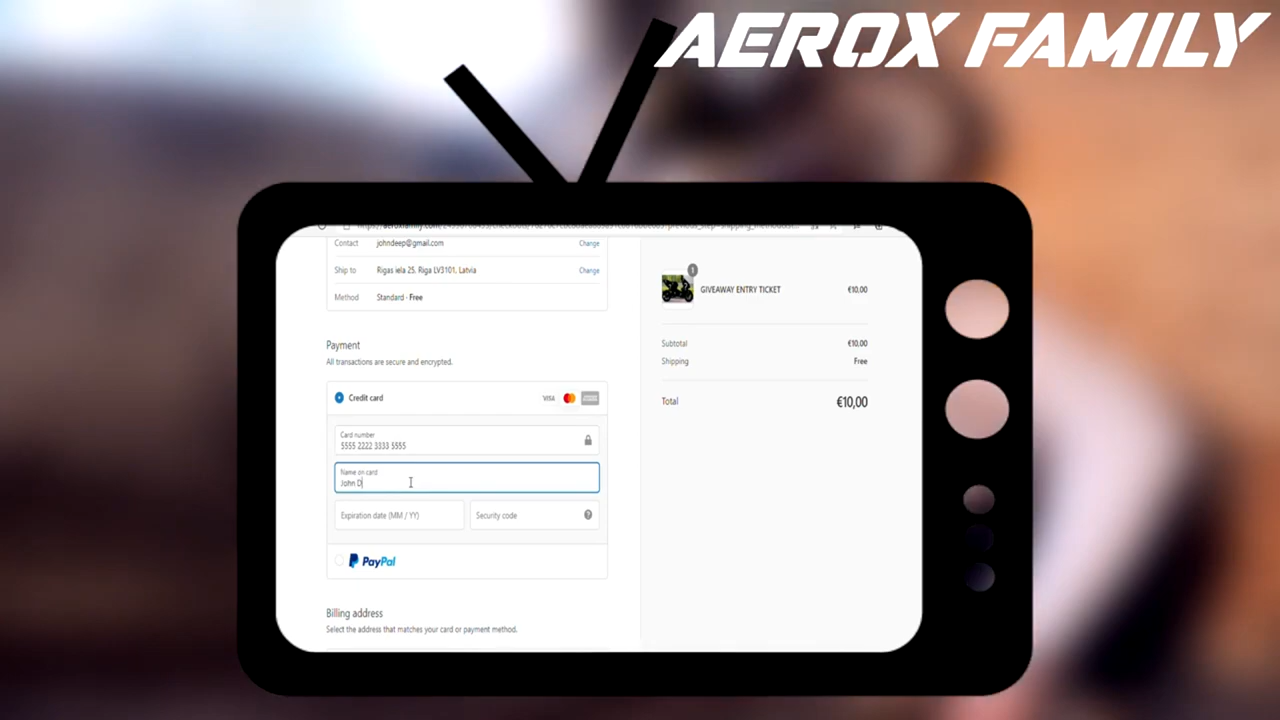 AEROX FAMILY
Contact johndeep@gmail.com Change
Ship to Rigas iela 25, Riga LV3101, Latvia Change
Method Standard · Free
Payment
All transactions are secure and encrypted.
Credit card VISA
Card number
5555 2222 3333 5555
Name on card
John D
Expiration date (MM / YY) Security code ?
PayPal
Billing address
Select the address that matches your card or payment method.
1
GIVEAWAY ENTRY TICKET €10.00
Subtotal €10,00
Shipping Free
Total €10,00